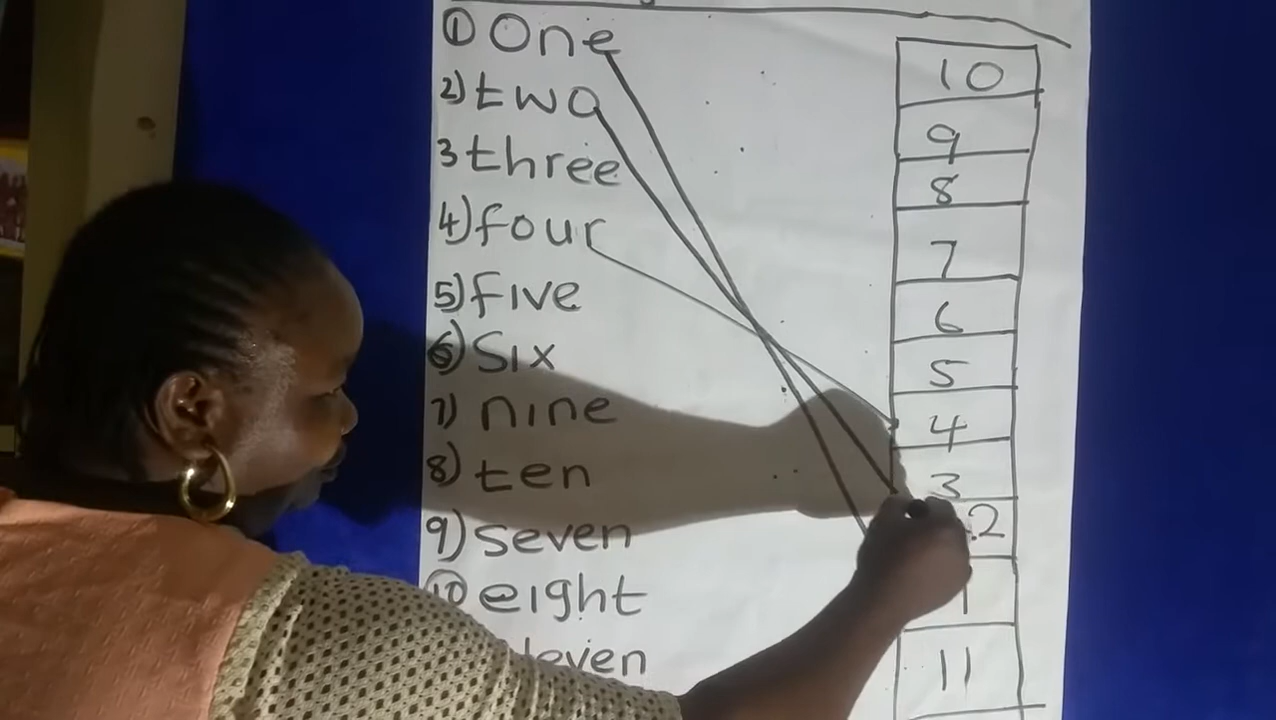 ① One
2) two
3 three
4) four
5) five
6) Six
7) nine
8) ten
9) seven
10 eight
10
9
8
7
6
5
4
3
2
1
11